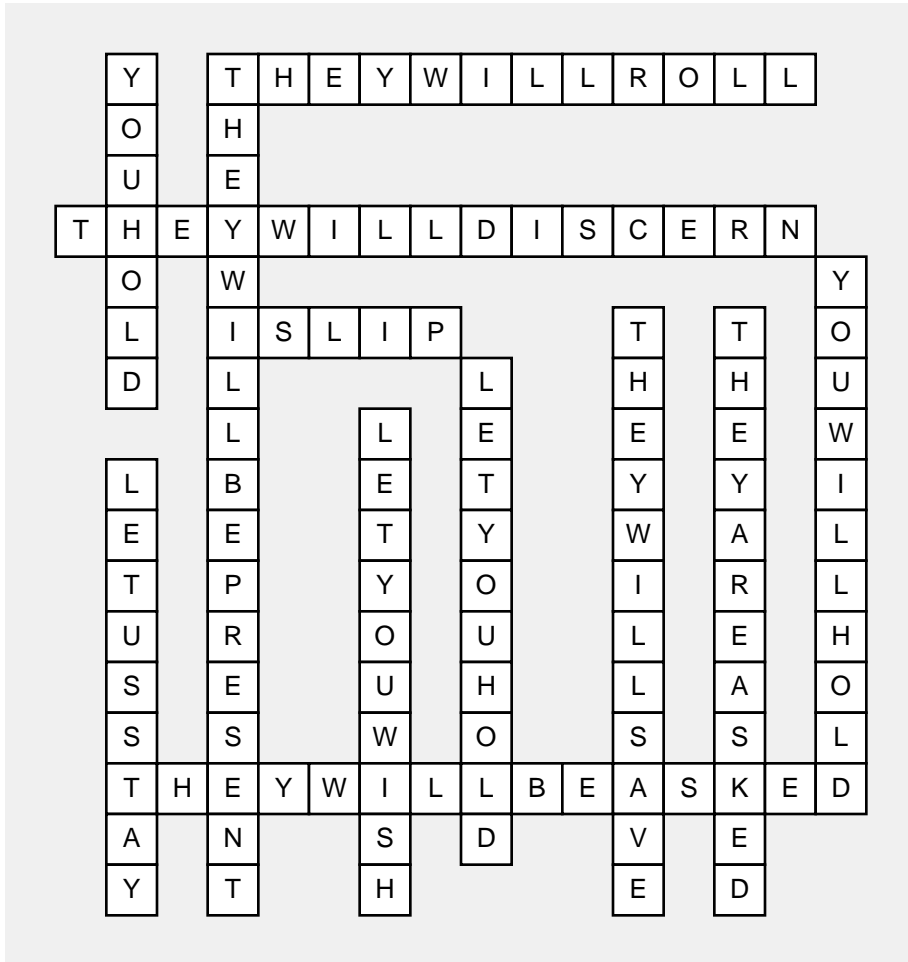 YOUHOLD
THEYWILLROLL
THEYWILLBEPRESENT
THEYWILLDISCERN
YOUWILLHOLD
ISLIP
THEYWILLSAVE
THEYAREASKED
LETYOUHOLD
LETYOUWISH
LETUSSTAY
THEYWILLBEASKED